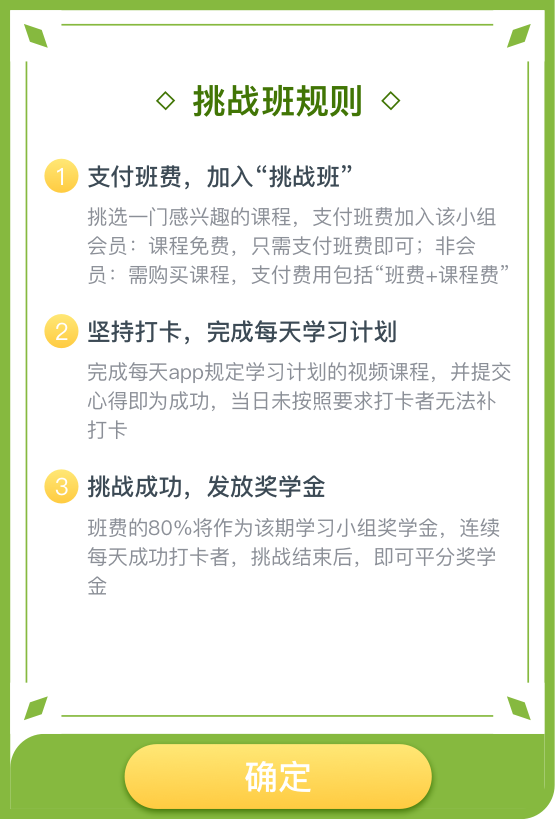 挑战班规则
1 支付班费，加入“挑战班”
挑选一门感兴趣的课程，支付班费加入该小组
会员：课程免费，只需支付班费即可；非会
员：需购买课程，支付费用包括“班费+课程费”
2 坚持打卡，完成每天学习计划
完成每天app规定学习计划的视频课程，并提交
心得即为成功，当日未按照要求打卡者无法补
打卡
3 挑战成功，发放奖学金
班费的80%将作为该期学习小组奖学金，连续
每天成功打卡者，挑战结束后，即可平分奖学
金
确定